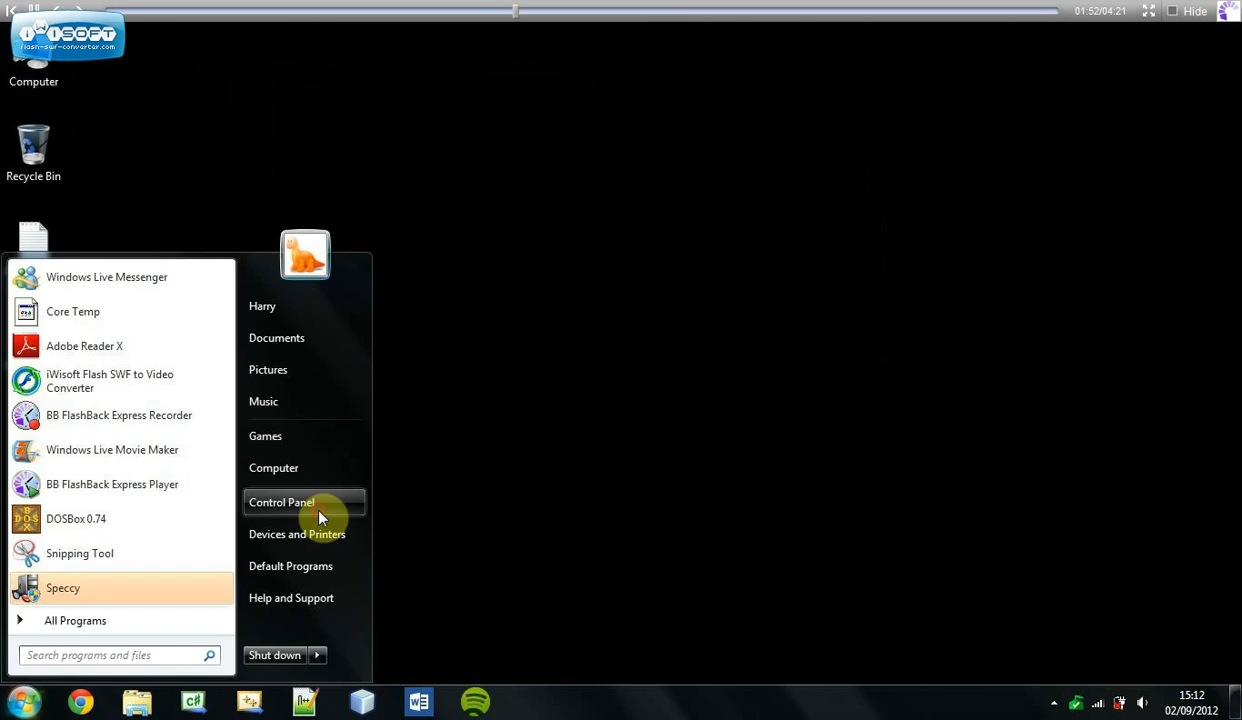 01:52/04:21
Hide
iWiSOFT
flash-swf-converter.com
Computer
Recycle Bin
Windows Live Messenger
Core Temp
Adobe Reader X
iWisoft Flash SWF to Video
Converter
BB FlashBack Express Recorder
Windows Live Movie Maker
BB FlashBack Express Player
DOSBox 0.74
Snipping Tool
Speccy
All Programs
Search programs and files
Harry
Documents
Pictures
Music
Games
Computer
Control Panel
Devices and Printers
Default Programs
Help and Support
Shut down
15:12
02/09/2012